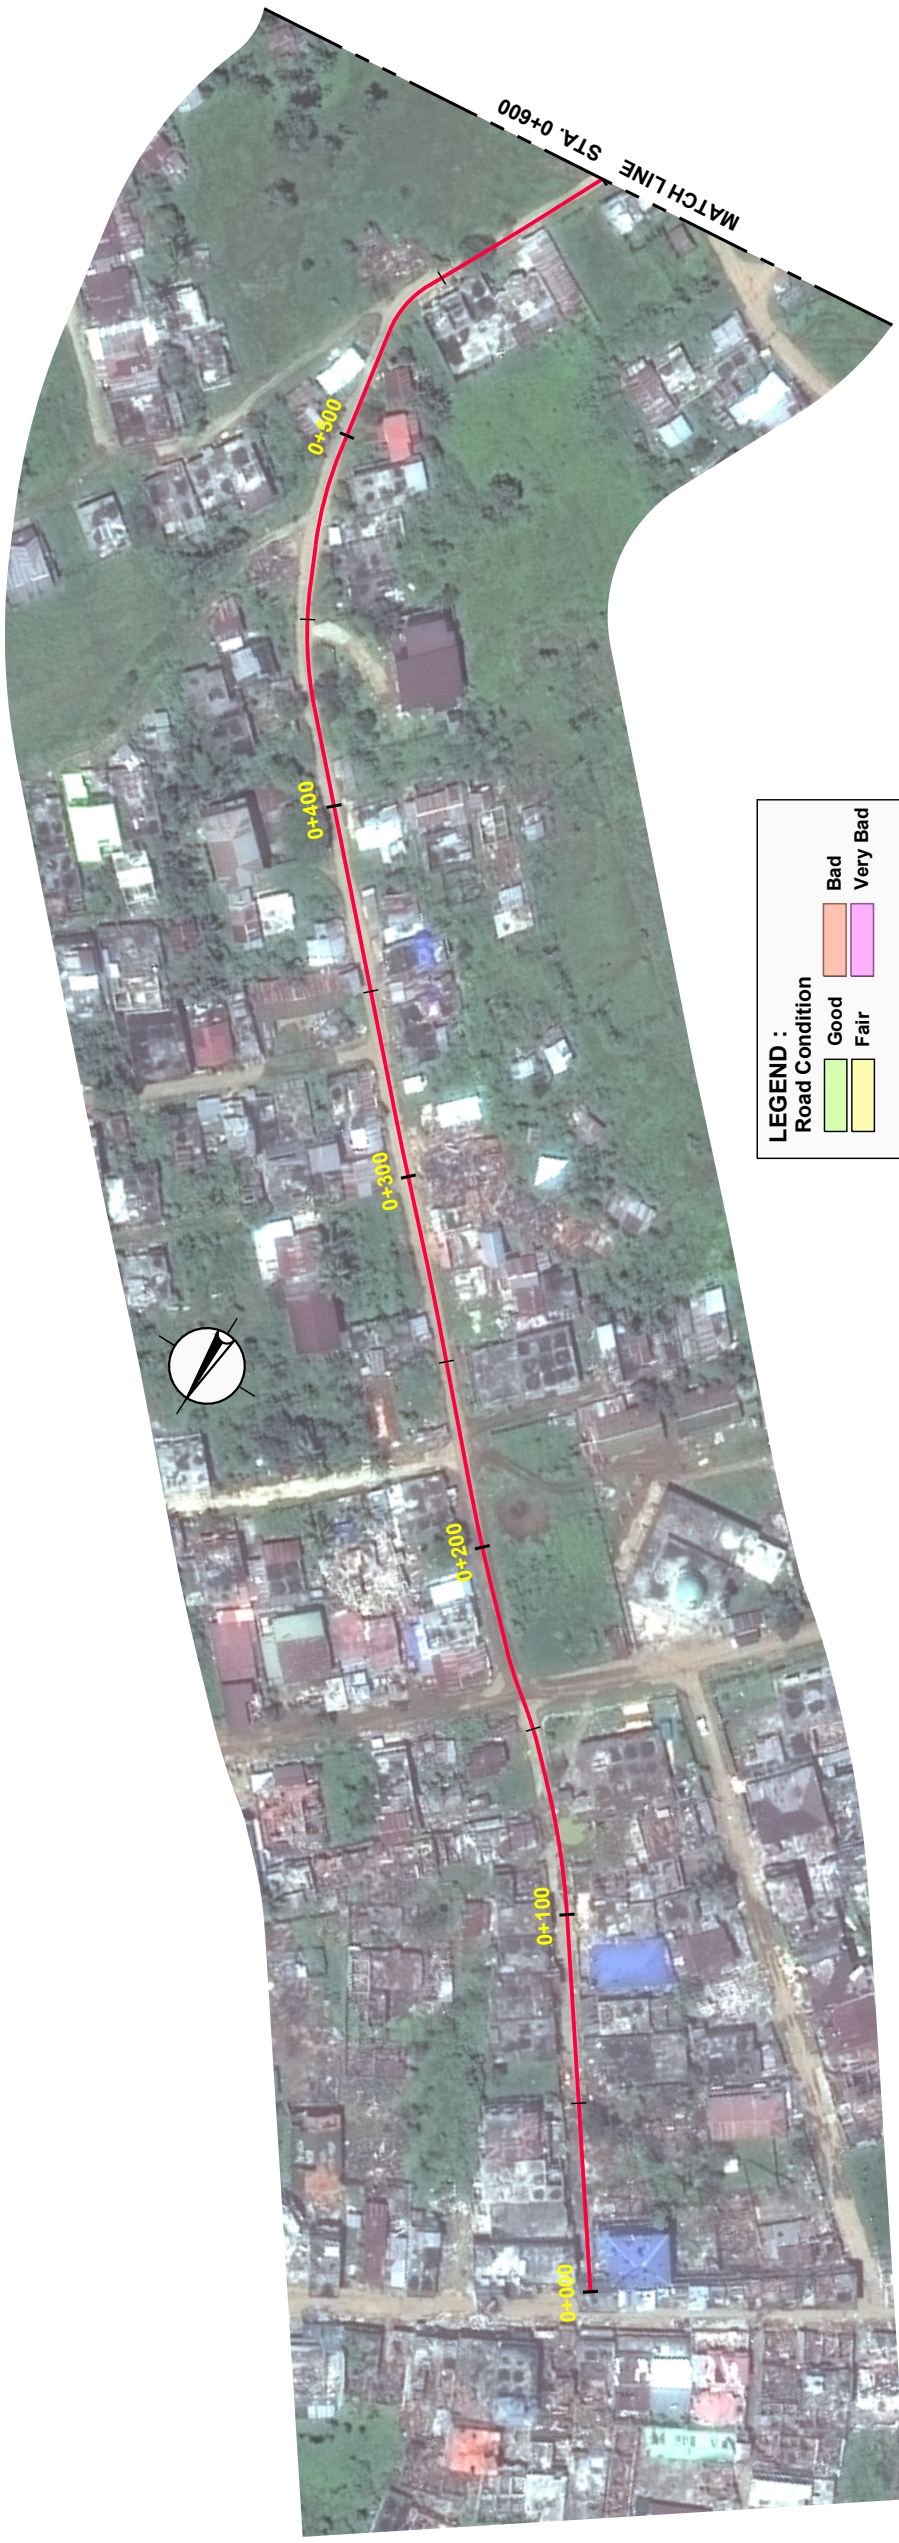 MATCH LINE   STA. 0+600
0+500
0+400
0+300
0+200
0+100
0+000
LEGEND :
Road Condition
Good
Bad
Fair
Very Bad